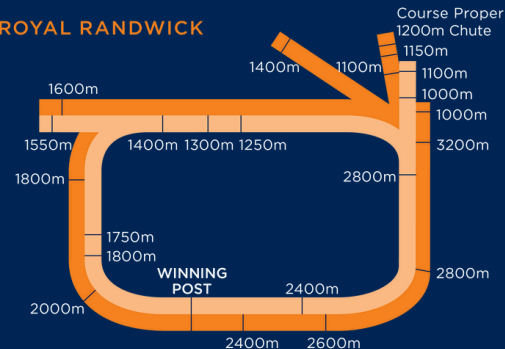 ROYAL RANDWICK
Course Proper
1200m Chute
1150m
1400m
1100m
1100m
1600m
1000m
1000m
1550m
1400m
1300m
1250m
3200m
1800m
2800m
1750m
1800m
2800m
WINNING
POST
2000m
2400m
2400m
2600m